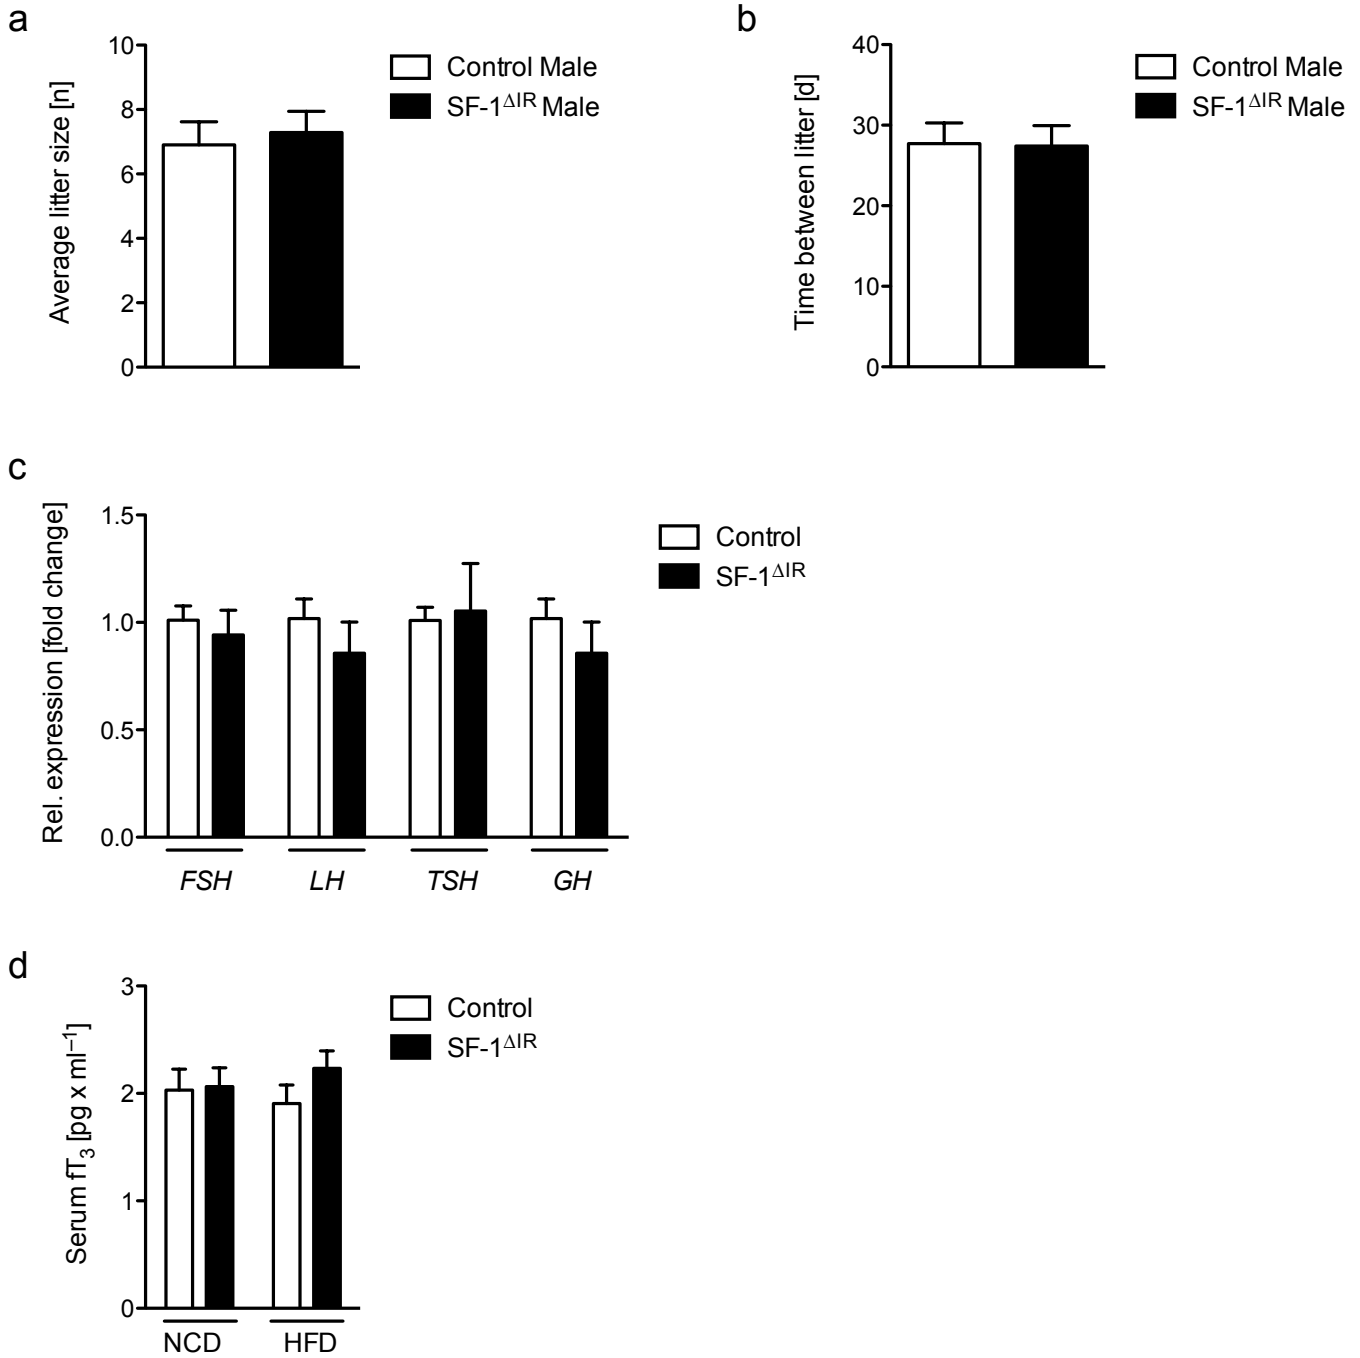 a
Average litter size [n]
10
8
6
4
2
0
Control Male
SF-1ΔIR Male
b
Time between litter [d]
40
30
20
10
0
Control Male
SF-1ΔIR Male
c
Rel. expression [fold change]
1.5
1.0
0.5
0.0
FSH LH TSH GH
Control
SF-1ΔIR
d
Serum fT3 [pg x ml–1]
3
2
1
0
NCD HFD
Control
SF-1ΔIR